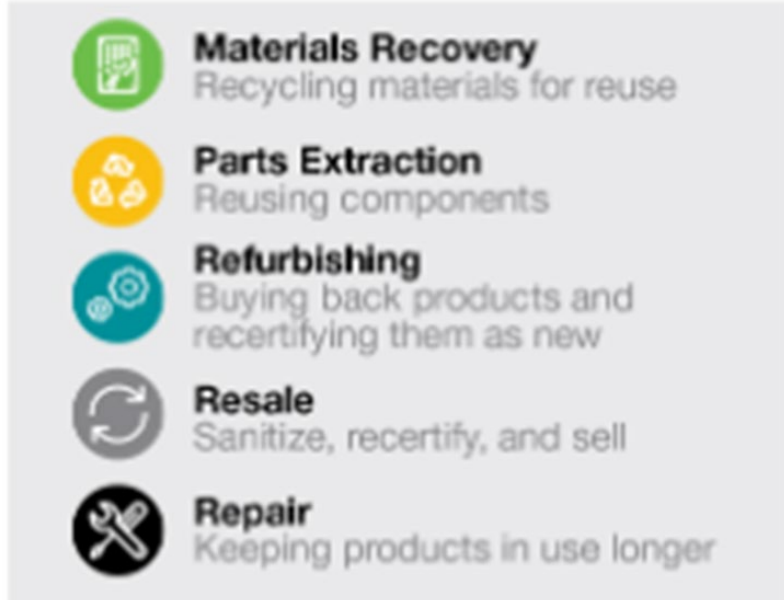 Materials Recovery
Recycling materials for reuse
Parts Extraction
Reusing components
Refurbishing
Buying back products and
recertifying them as new
Resale
Sanitize, recertify, and sell
Repair
Keeping products in use longer